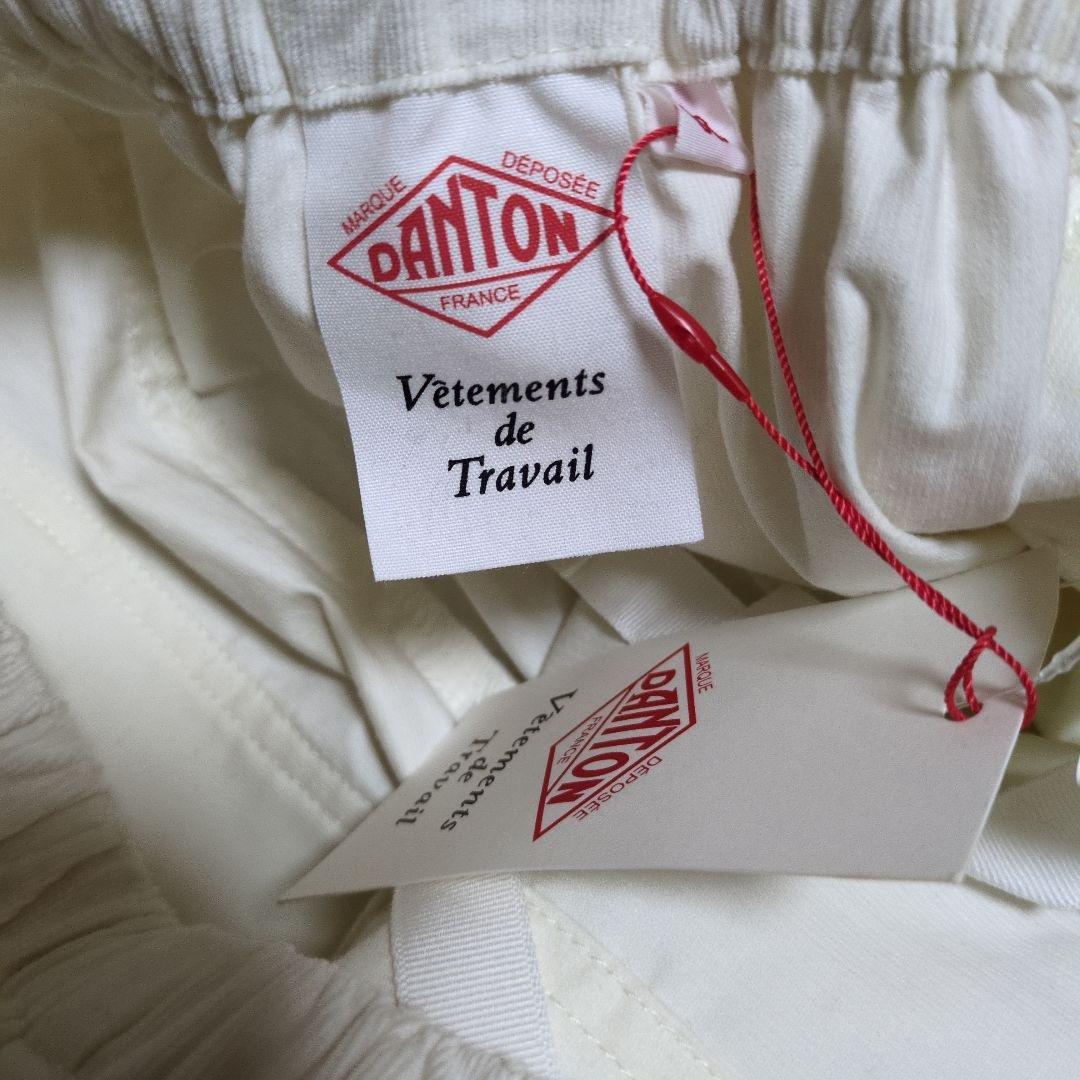 MARQUE DÉPOSÉE
DANTON
FRANCE
Vêtements
de
Travail
MARQUE DÉPOSÉE
DANTON
FRANCE
Vêtements
de
Travail